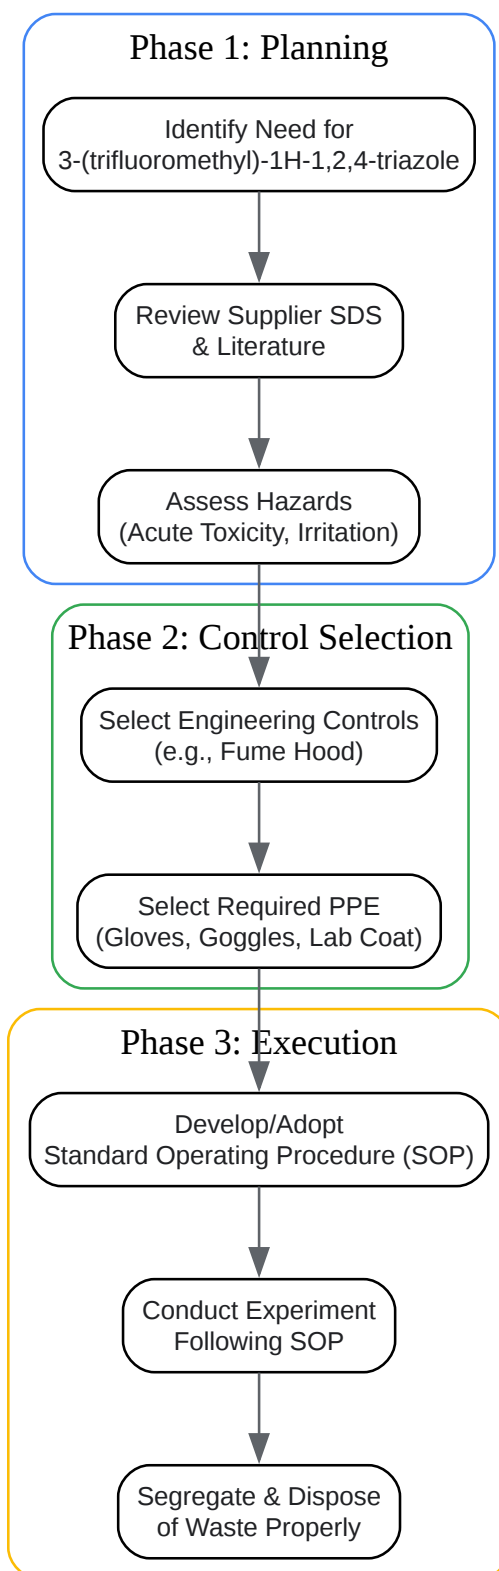 Phase 1: Planning
Identify Need for
3-(trifluoromethyl)-1H-1,2,4-triazole
Review Supplier SDS
& Literature
Assess Hazards
(Acute Toxicity, Irritation)
Phase 2: Control Selection
Select Engineering Controls
(e.g., Fume Hood)
Select Required PPE
(Gloves, Goggles, Lab Coat)
Phase 3: Execution
Develop/Adopt
Standard Operating Procedure (SOP)
Conduct Experiment
Following SOP
Segregate & Dispose
of Waste Properly